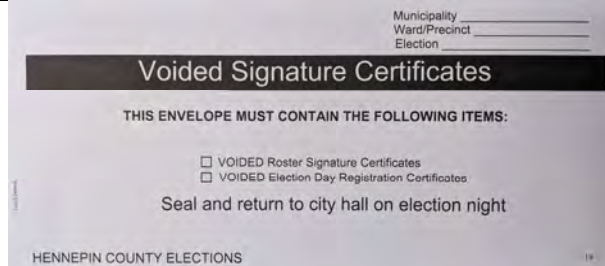 Municipality
Ward/Precinct
Election
Voided Signature Certificates
THIS ENVELOPE MUST CONTAIN THE FOLLOWING ITEMS:
☐ VOIDED Roster Signature Certificates
☐ VOIDED Election Day Registration Certificates
Seal and return to city hall on election night
HENNEPIN COUNTY ELECTIONS